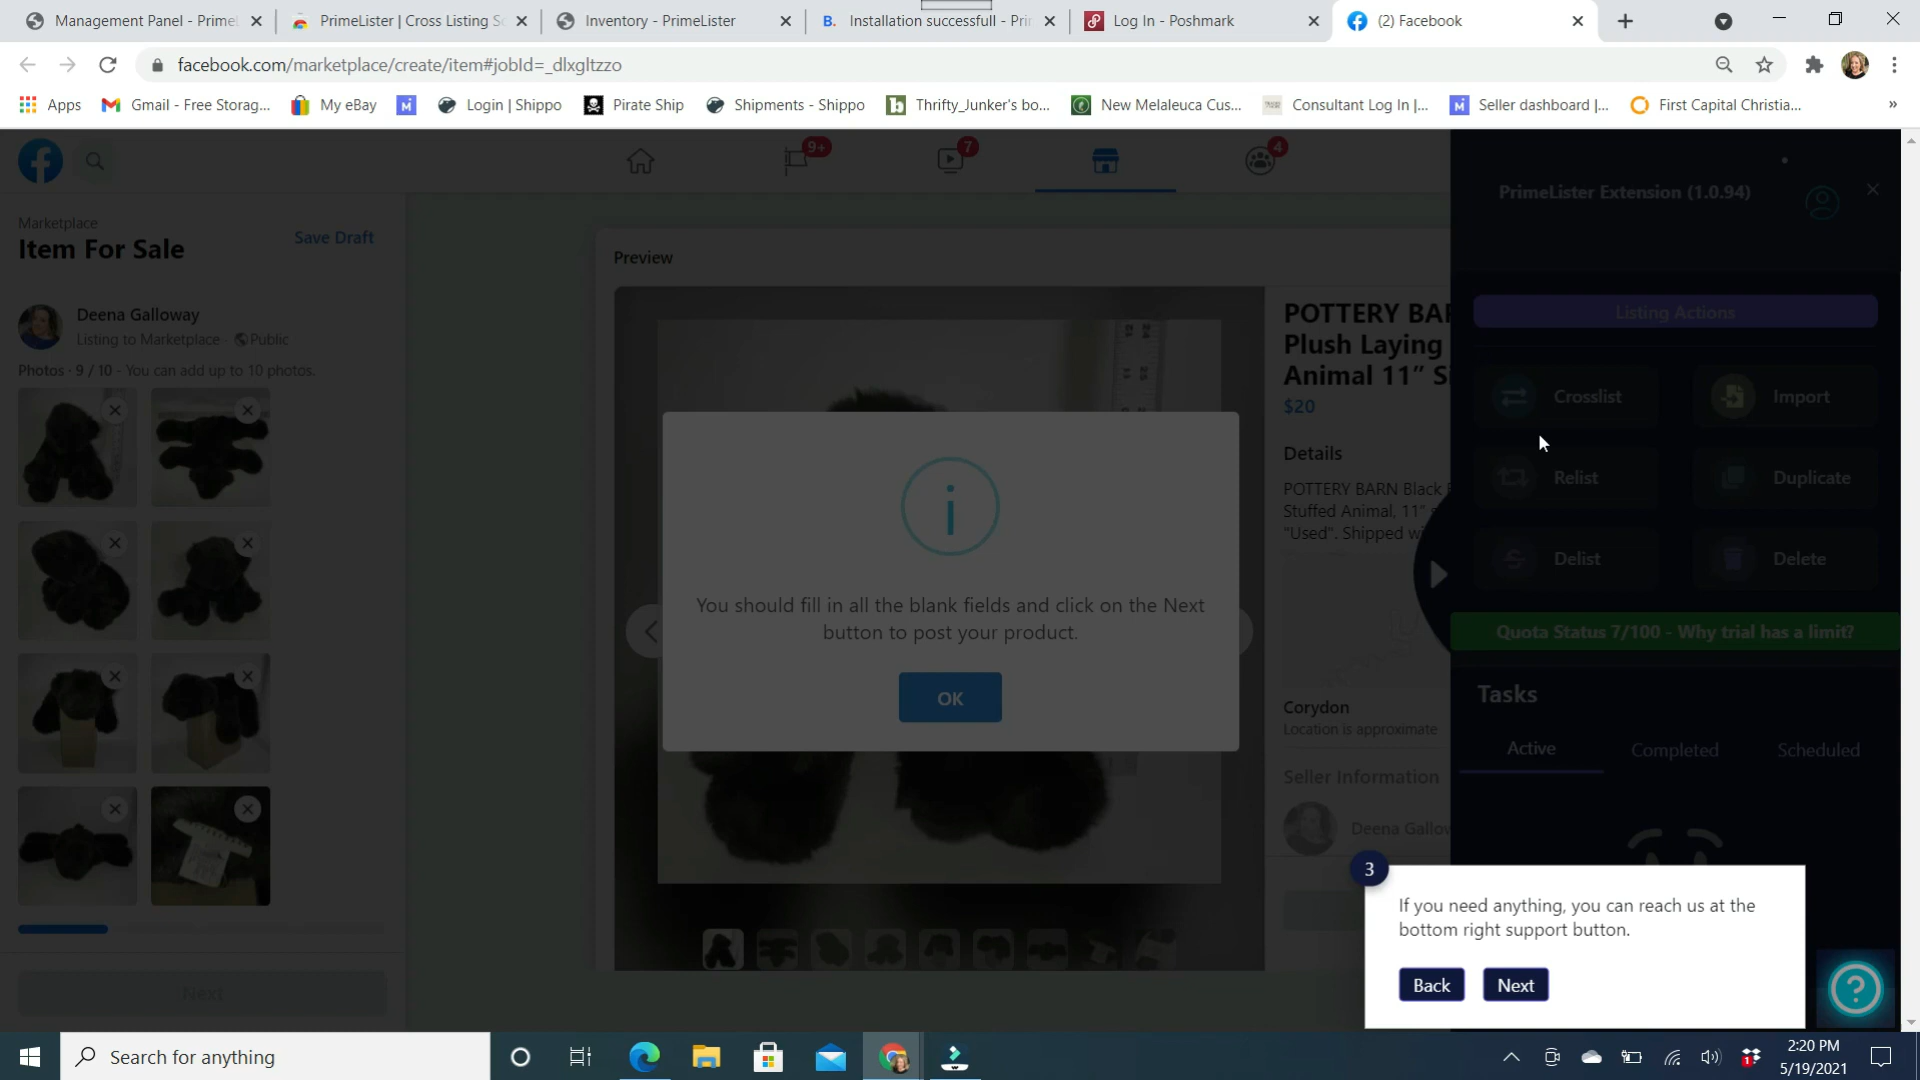 Management Panel - PrimeL
PrimeLister | Cross Listing So
Inventory - PrimeLister
B. Installation successfull - Pri
Log In - Poshmark
(2) Facebook
facebook.com/marketplace/create/item#jobId=_dlxgltzzo
Apps
Gmail - Free Storag...
My eBay
Login | Shippo
Pirate Ship
Shipments - Shippo
Thrifty_Junker's bo...
New Melaleuca Cus...
Consultant Log In |...
Seller dashboard |...
First Capital Christia...
»
9+
7
4
PrimeLister Extension (1.0.94)
Marketplace
Item For Sale
Save Draft
Deena Galloway
Listing to Marketplace · Public
Photos · 9 / 10 - You can add up to 10 photos.
Next
Preview
POTTERY BAR
Plush Laying
Animal 11” Si
$20
Details
POTTERY BARN Black
Stuffed Animal, 11” s
"Used". Shipped wi
Corydon
Location is approximate
Seller Information
Deena Gallow
You should fill in all the blank fields and click on the Next
button to post your product.
OK
Listing Actions
Crosslist
Import
Relist
Duplicate
Delist
Delete
Quota Status 7/100 - Why trial has a limit?
Tasks
Active
Completed
Scheduled
3
If you need anything, you can reach us at the
bottom right support button.
Back
Next
Search for anything
2:20 PM
5/19/2021